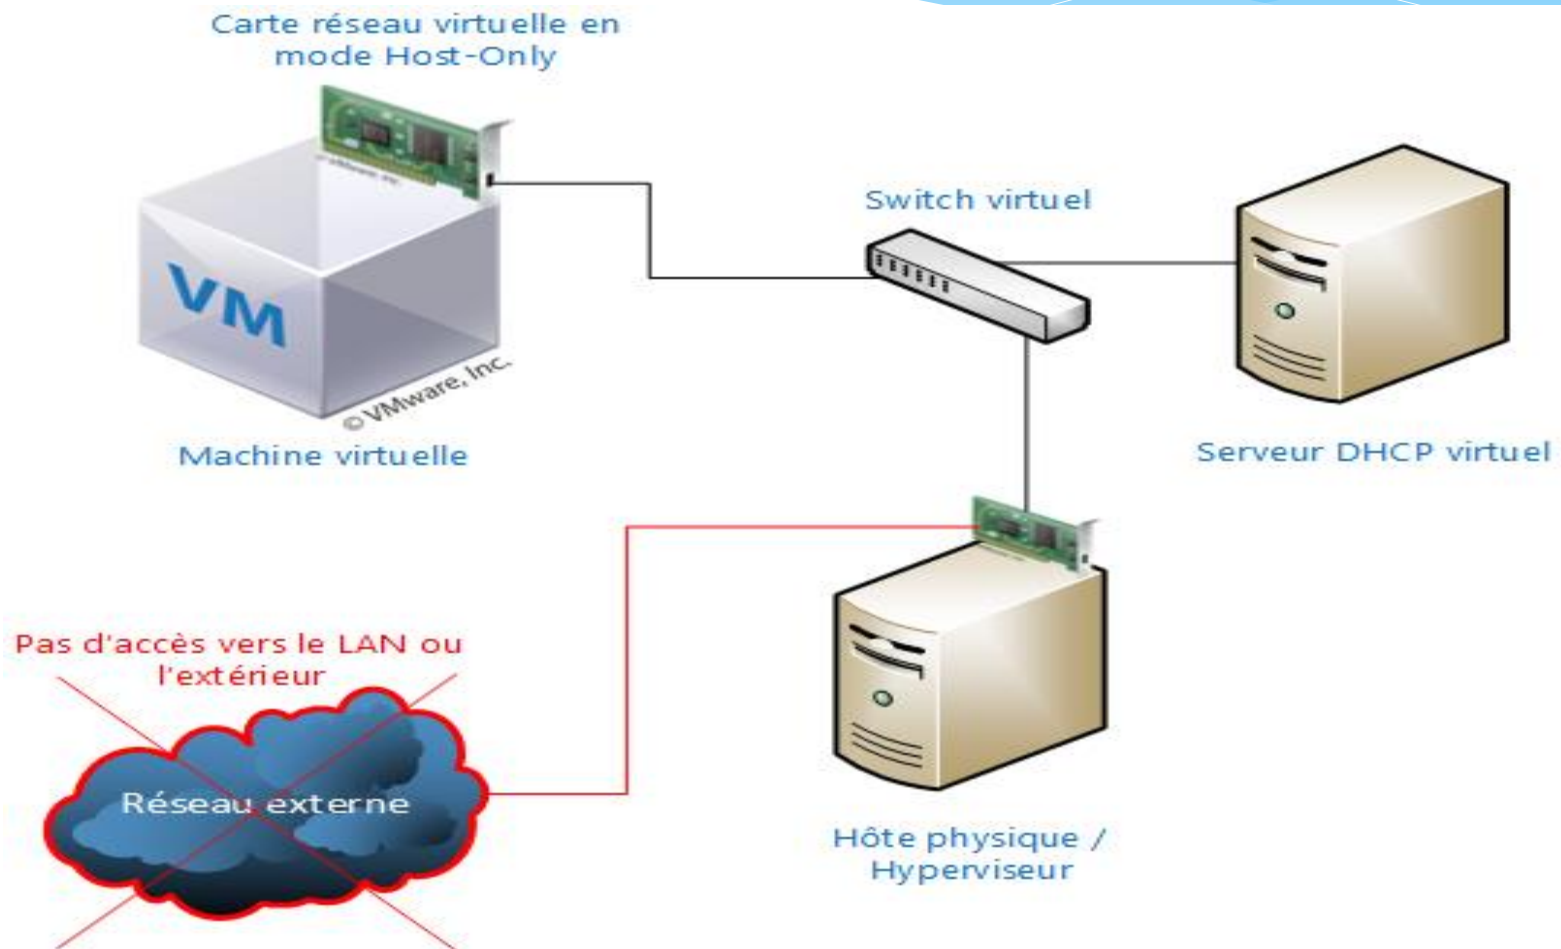 Carte réseau virtuelle en
mode Host-Only
Switch virtuel
VM
© VMware, Inc.
Machine virtuelle
Serveur DHCP virtuel
Pas d'accès vers le LAN ou
l'extérieur
Réseau externe
Hôte physique /
Hyperviseur